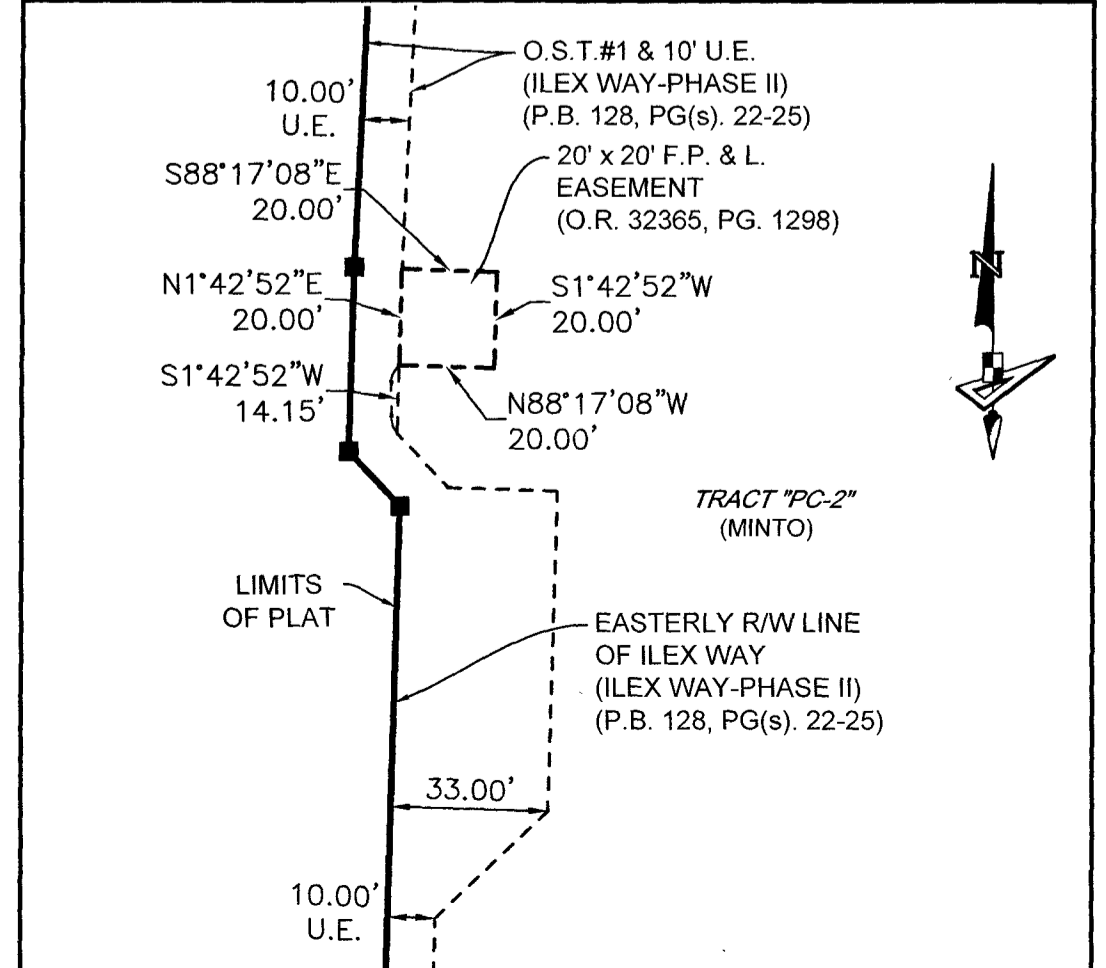 O.S.T.#1 & 10' U.E.
(ILEX WAY-PHASE II)
(P.B. 128, PG(s). 22-25)
10.00'
U.E.
20' x 20' F.P. & L.
EASEMENT
(O.R. 32365, PG. 1298)
S88°17'08"E
20.00'
N1°42'52"E
20.00'
S1°42'52"W
20.00'
S1°42'52"W
14.15'
N88°17'08"W
20.00'
N
TRACT "PC-2"
(MINTO)
LIMITS
OF PLAT
EASTERLY R/W LINE
OF ILEX WAY
(ILEX WAY-PHASE II)
(P.B. 128, PG(s). 22-25)
33.00'
10.00'
U.E.